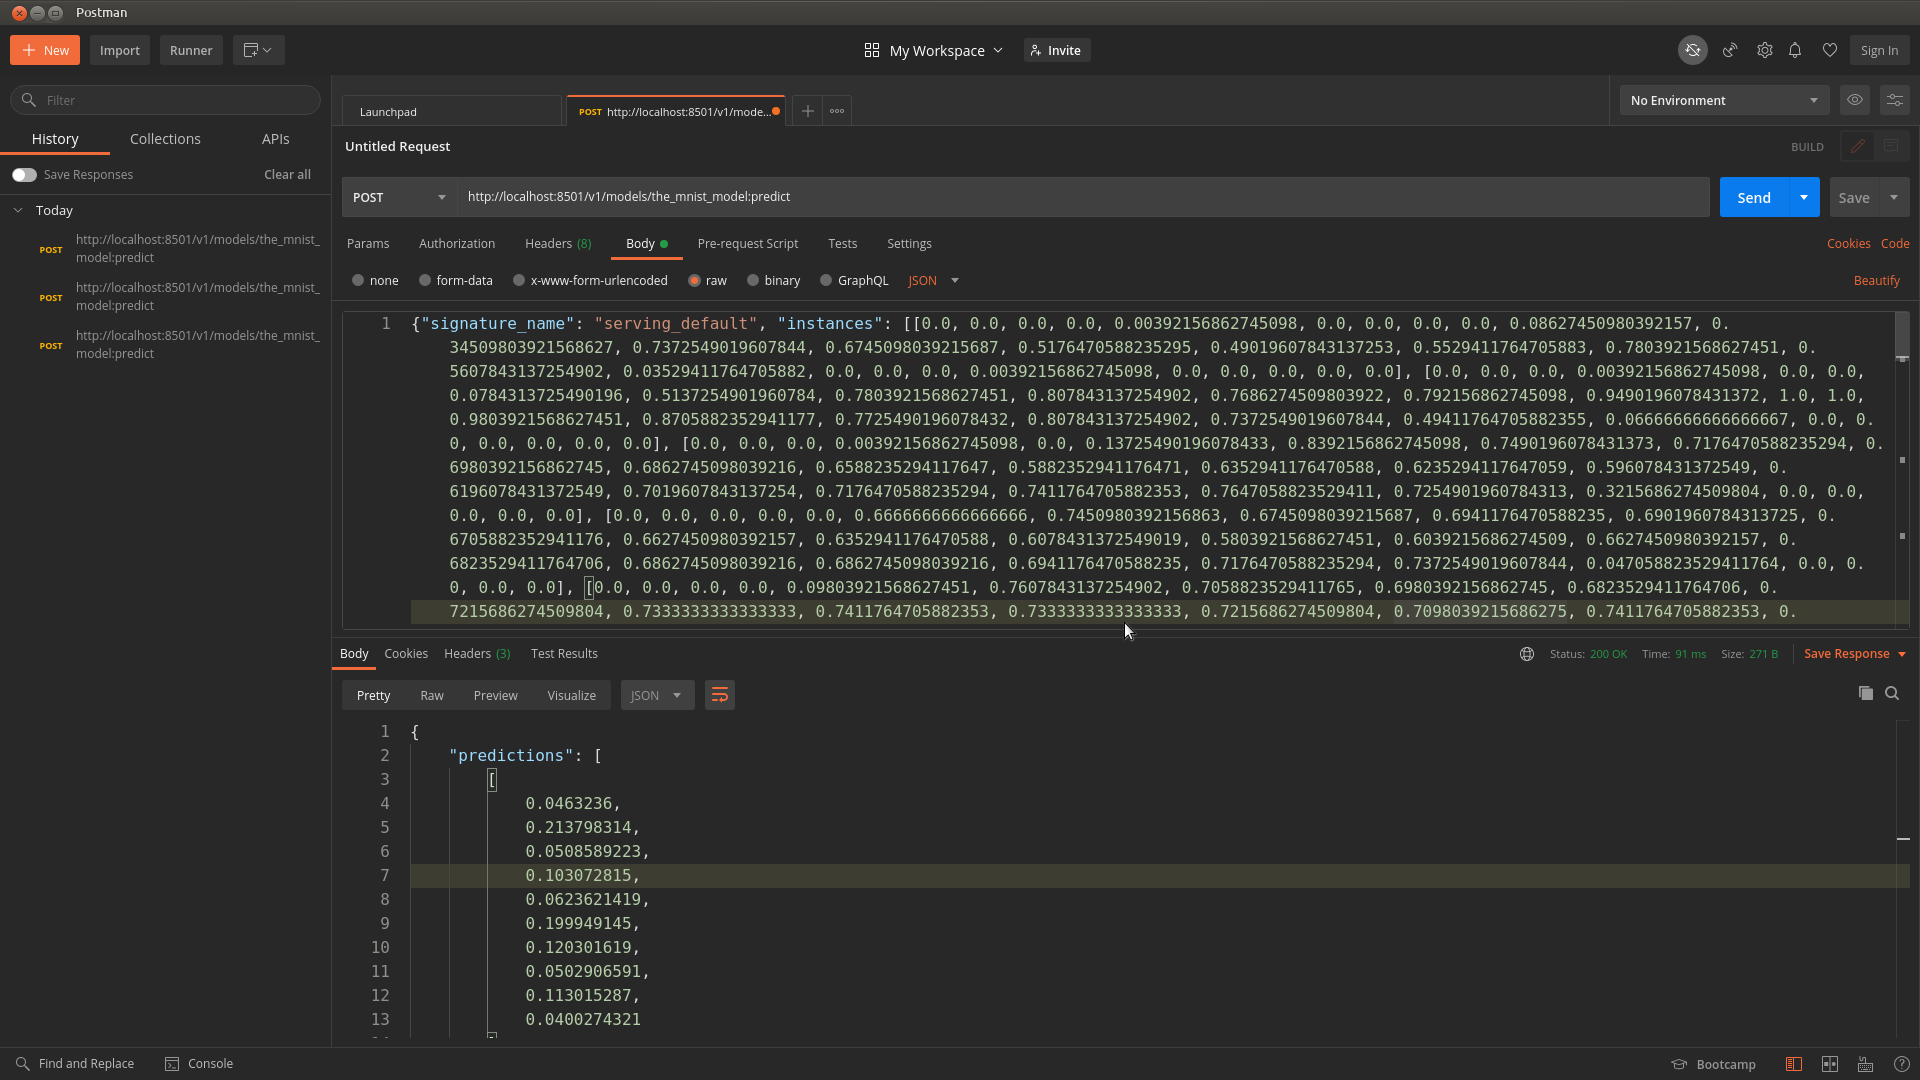 Postman
New
Import
Runner
My Workspace
Invite
Sign In
Filter
History
Collections
APIs
Save Responses
Clear all
Today
POST http://localhost:8501/v1/models/the_mnist_
model:predict
POST http://localhost:8501/v1/models/the_mnist_
model:predict
POST http://localhost:8501/v1/models/the_mnist_
model:predict
Launchpad
POST http://localhost:8501/v1/mode...
No Environment
Untitled Request
BUILD
POST
http://localhost:8501/v1/models/the_mnist_model:predict
Send
Save
Params
Authorization
Headers (8)
Body
Pre-request Script
Tests
Settings
Cookies
Code
none
form-data
x-www-form-urlencoded
raw
binary
GraphQL
JSON
Beautify
1 {"signature_name": "serving_default", "instances": [[0.0, 0.0, 0.0, 0.0, 0.00392156862745098, 0.0, 0.0, 0.0, 0.0, 0.08627450980392157, 0.
34509803921568627, 0.7372549019607844, 0.6745098039215687, 0.5176470588235295, 0.49019607843137253, 0.5529411764705883, 0.7803921568627451, 0.
5607843137254902, 0.03529411764705882, 0.0, 0.0, 0.0, 0.00392156862745098, 0.0, 0.0, 0.0, 0.0, 0.0], [0.0, 0.0, 0.0, 0.00392156862745098, 0.0, 0.0,
0.0784313725490196, 0.5137254901960784, 0.7803921568627451, 0.807843137254902, 0.7686274509803922, 0.792156862745098, 0.9490196078431372, 1.0, 1.0,
0.9803921568627451, 0.8705882352941177, 0.7725490196078432, 0.807843137254902, 0.7372549019607844, 0.49411764705882355, 0.06666666666666667, 0.0, 0.
0, 0.0, 0.0, 0.0, 0.0], [0.0, 0.0, 0.0, 0.00392156862745098, 0.0, 0.13725490196078433, 0.8392156862745098, 0.7490196078431373, 0.7176470588235294, 0.
6980392156862745, 0.6862745098039216, 0.6588235294117647, 0.5882352941176471, 0.6352941176470588, 0.6235294117647059, 0.596078431372549, 0.
6196078431372549, 0.7019607843137254, 0.7176470588235294, 0.7411764705882353, 0.7647058823529411, 0.7254901960784313, 0.3215686274509804, 0.0, 0.0,
0.0, 0.0, 0.0], [0.0, 0.0, 0.0, 0.0, 0.0, 0.6666666666666666, 0.7450980392156863, 0.6745098039215687, 0.6941176470588235, 0.6901960784313725, 0.
6705882352941176, 0.6627450980392157, 0.6352941176470588, 0.6078431372549019, 0.5803921568627451, 0.6039215686274509, 0.6627450980392157, 0.
6823529411764706, 0.6862745098039216, 0.6862745098039216, 0.6941176470588235, 0.7176470588235294, 0.7372549019607844, 0.04705882352941176​4, 0.0, 0.
0, 0.0, 0.0], [0.0, 0.0, 0.0, 0.0, 0.09803921568627451, 0.7607843137254902, 0.7058823529411765, 0.6980392156862745, 0.6823529411764706, 0.
7215686274509804, 0.7333333333333333, 0.7411764705882353, 0.7333333333333333, 0.7215686274509804, 0.7098039215686275, 0.7411764705882353, 0.
Body
Cookies
Headers (3)
Test Results
Status: 200 OK
Time: 91 ms
Size: 271 B
Save Response
Pretty
Raw
Preview
Visualize
JSON
1 {
2 "predictions": [
3 [
4 0.0463236,
5 0.213798314,
6 0.0508589223,
7 0.103072815,
8 0.0623621419,
9 0.199949145,
10 0.120301619,
11 0.0502906591,
12 0.113015287,
13 0.0400274321
Find and Replace
Console
Bootcamp